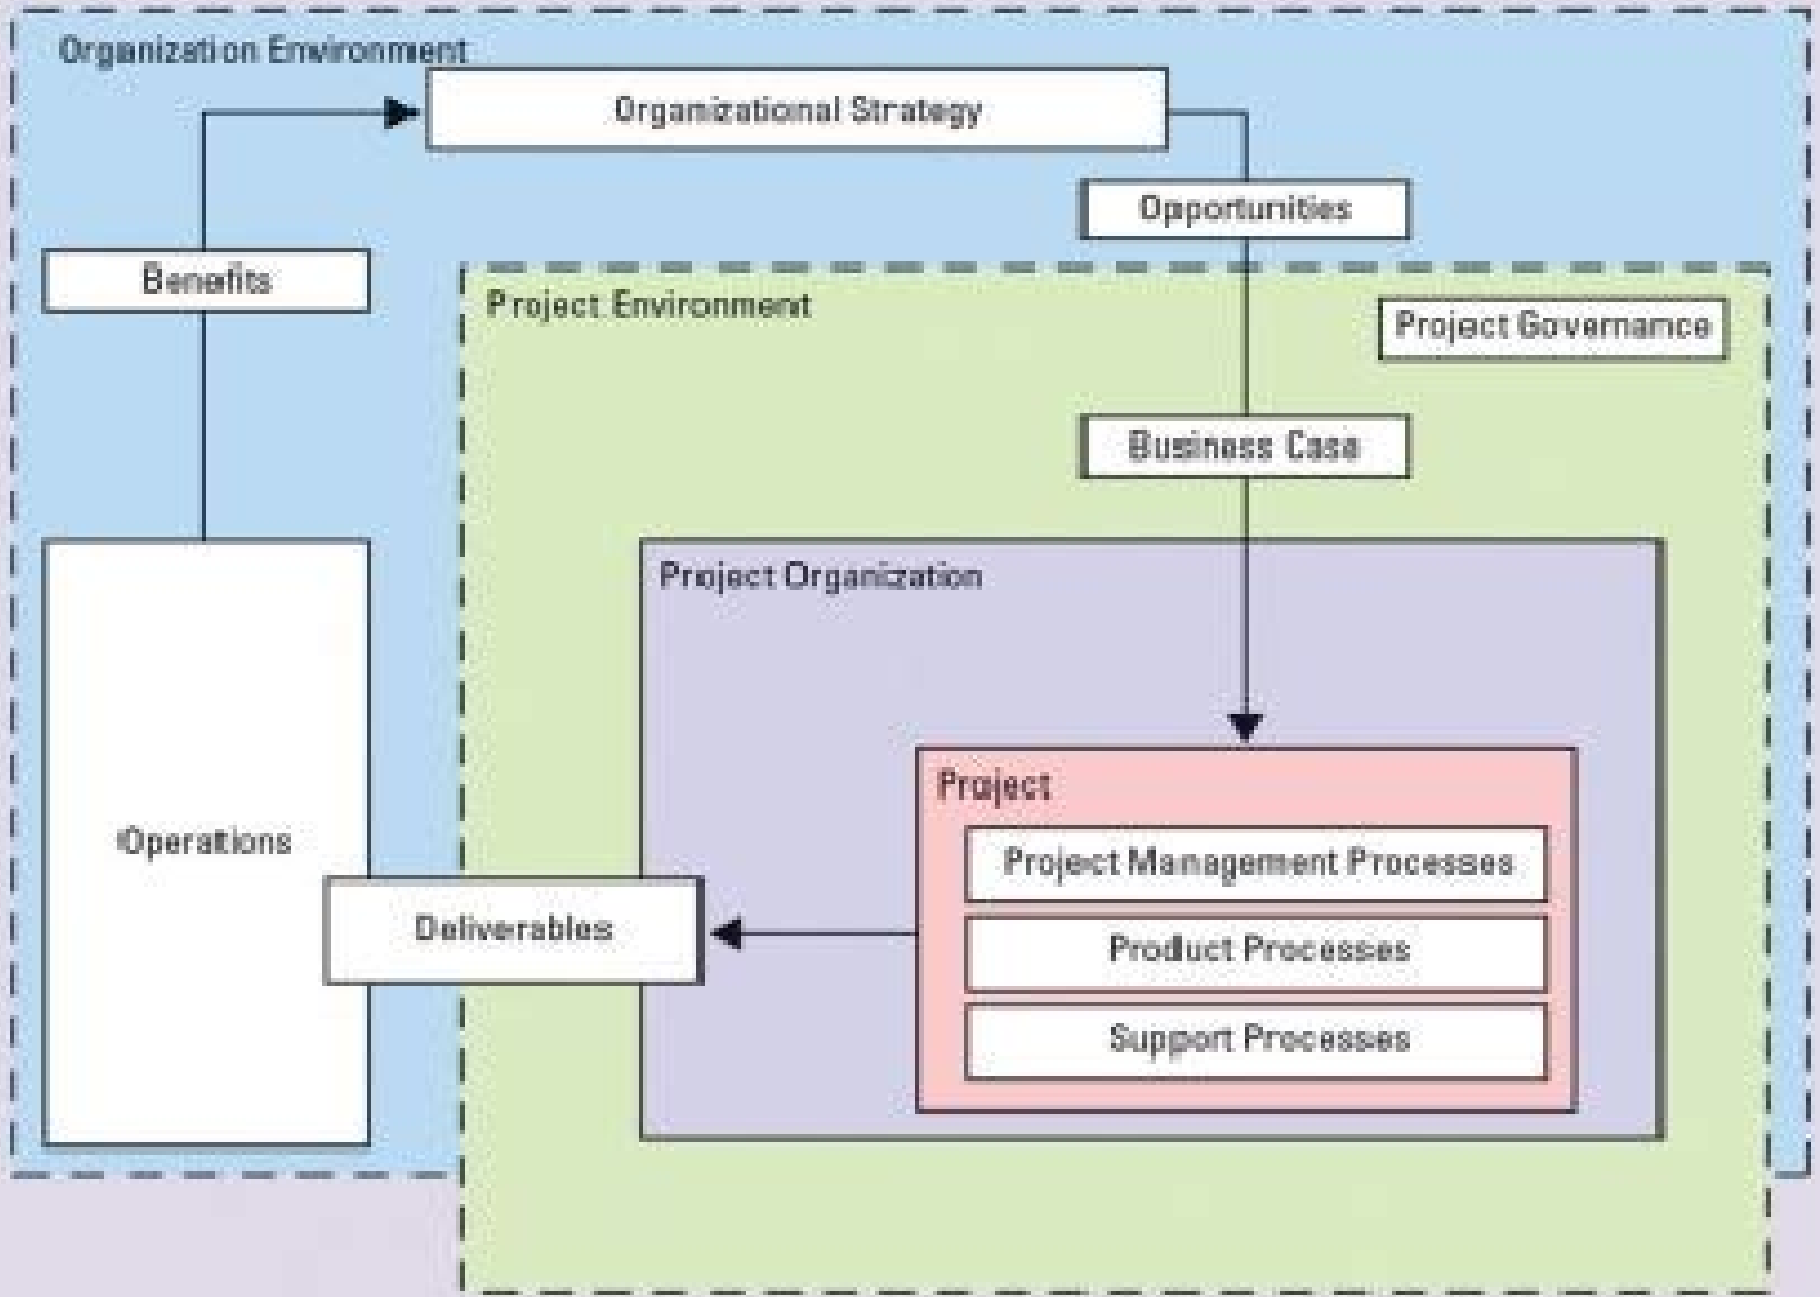 Organization Environment
Organizational Strategy
Opportunities
Benefits
Project Environment
Project Governance
Business Case
Project Organization
Project
Operations
Project Management Processes
Deliverables
Product Processes
Support Processes